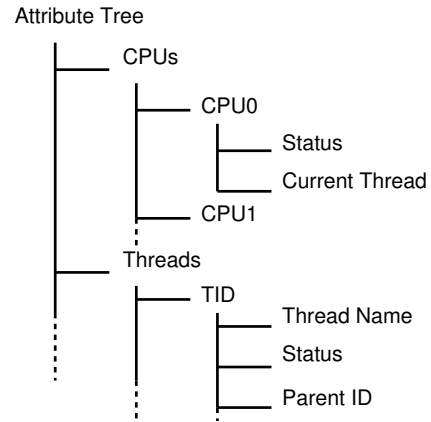 Attribute Tree
CPUs
CPU0
Status
Current Thread
CPU1
Threads
TID
Thread Name
Status
Parent ID